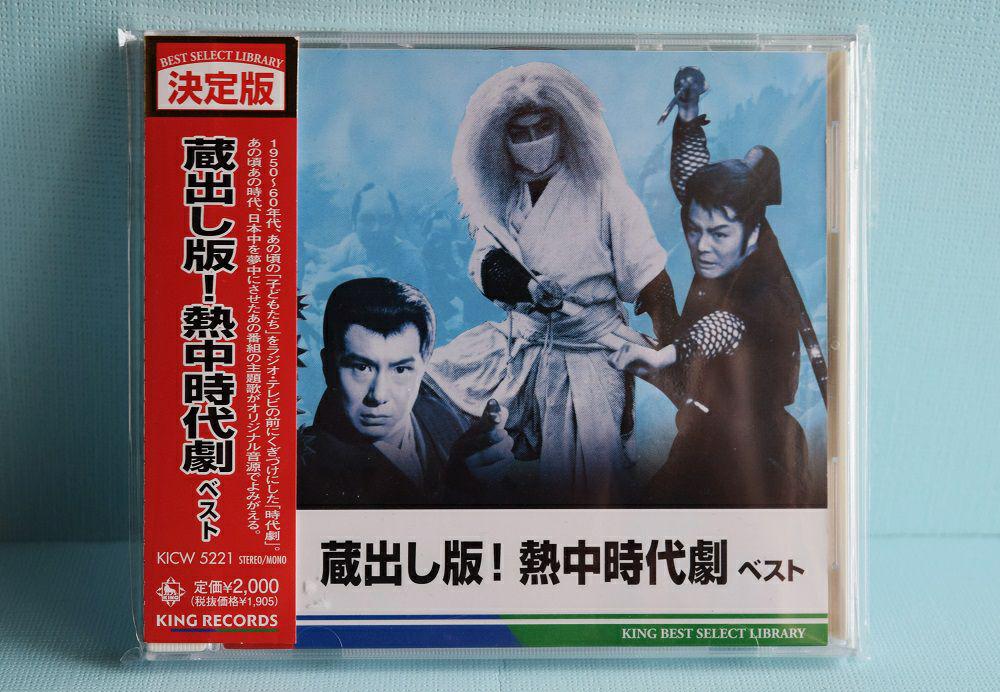 BEST SELECT LIBRARY
決定版
1950〜60年代、あの頃の「子どもたち」をラジオ・テレビの前にくぎづけにした「時代劇」。
あの頃あの時代、日本中を夢中にさせたあの番組の主題歌がオリジナル音源でよみがえる。
蔵出し版！熱中時代劇 ベスト
KICW 5221 STEREO/MONO
KING
定価¥2,000
(税抜価格¥1,905)
KING RECORDS
蔵出し版！熱中時代劇 ベスト
KING BEST SELECT LIBRARY